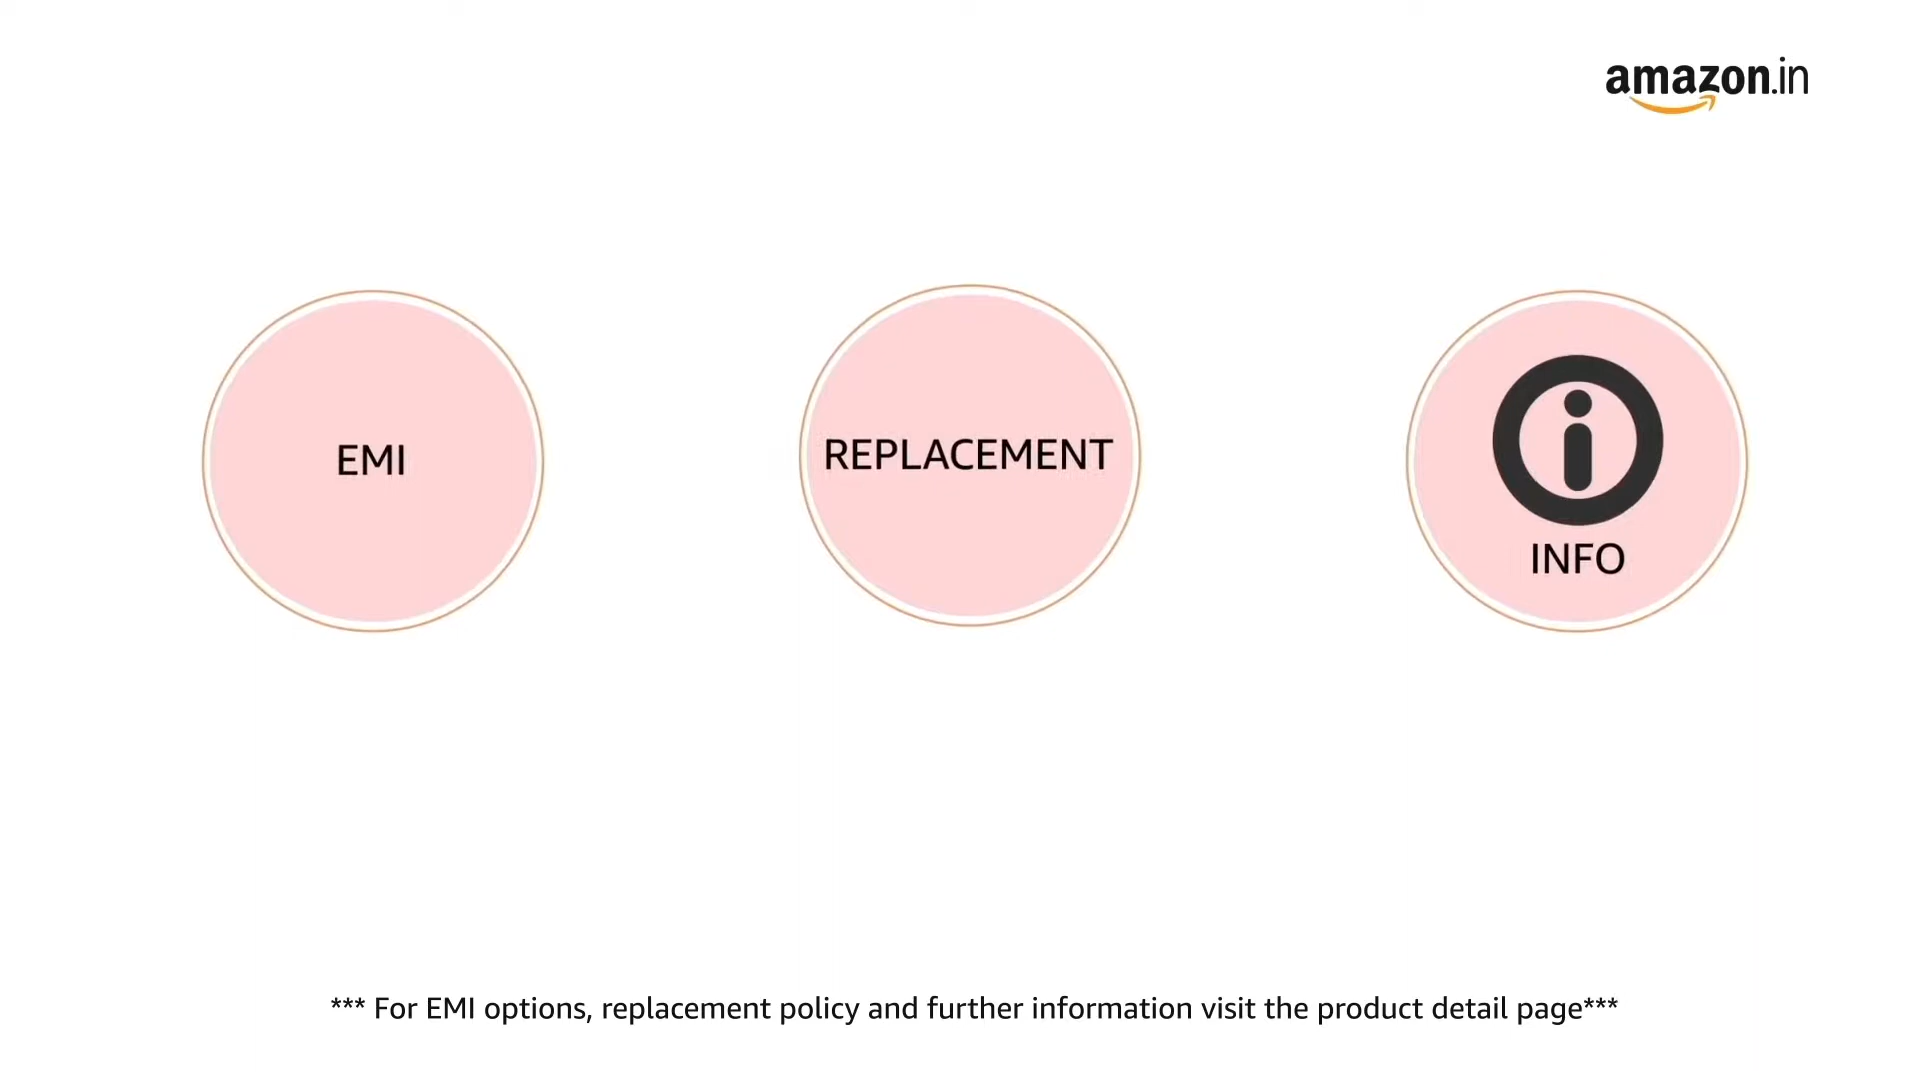 amazon.in
EMI
REPLACEMENT
INFO
*** For EMI options, replacement policy and further information visit the product detail page***